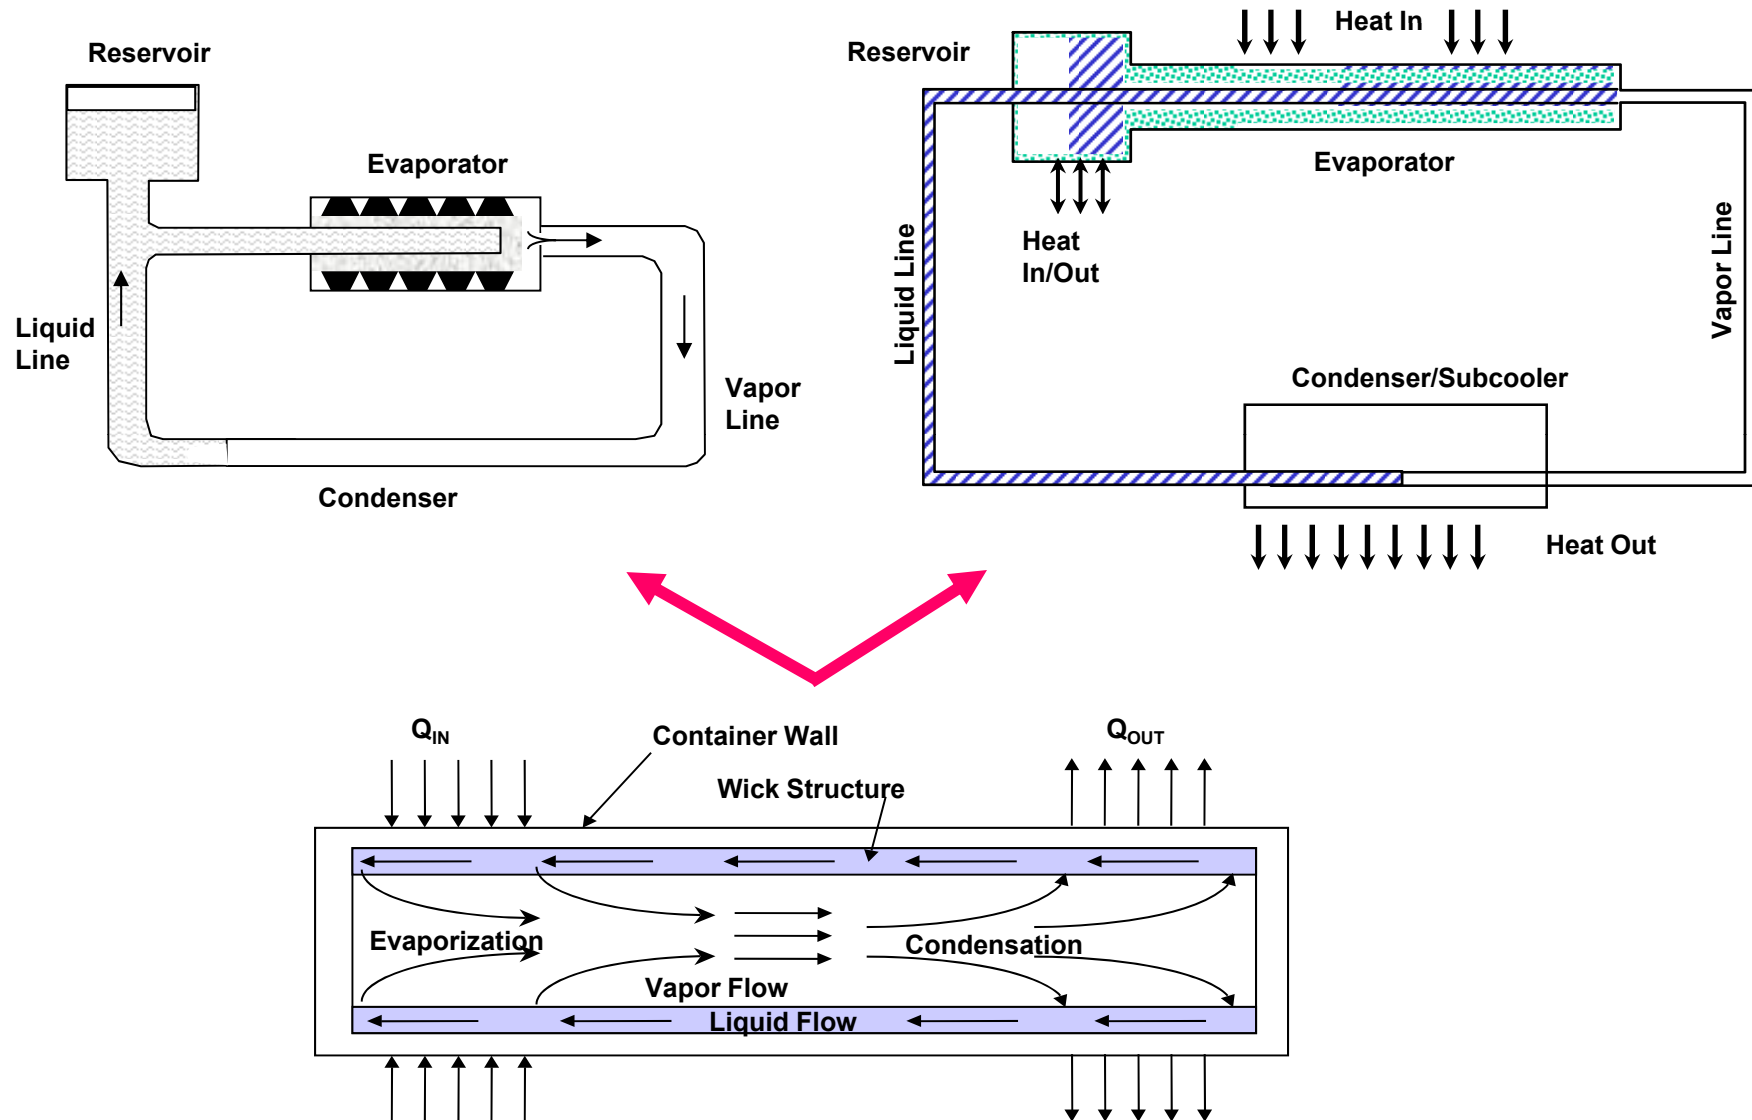 Reservoir
Evaporator
Liquid
Line
Vapor
Line
Condenser
Heat In
Reservoir
Evaporator
Heat
In/Out
Liquid Line
Vapor Line
Condenser/Subcooler
Heat Out
QIN
Container Wall
QOUT
Wick Structure
Evaporization
Condensation
Vapor Flow
Liquid Flow